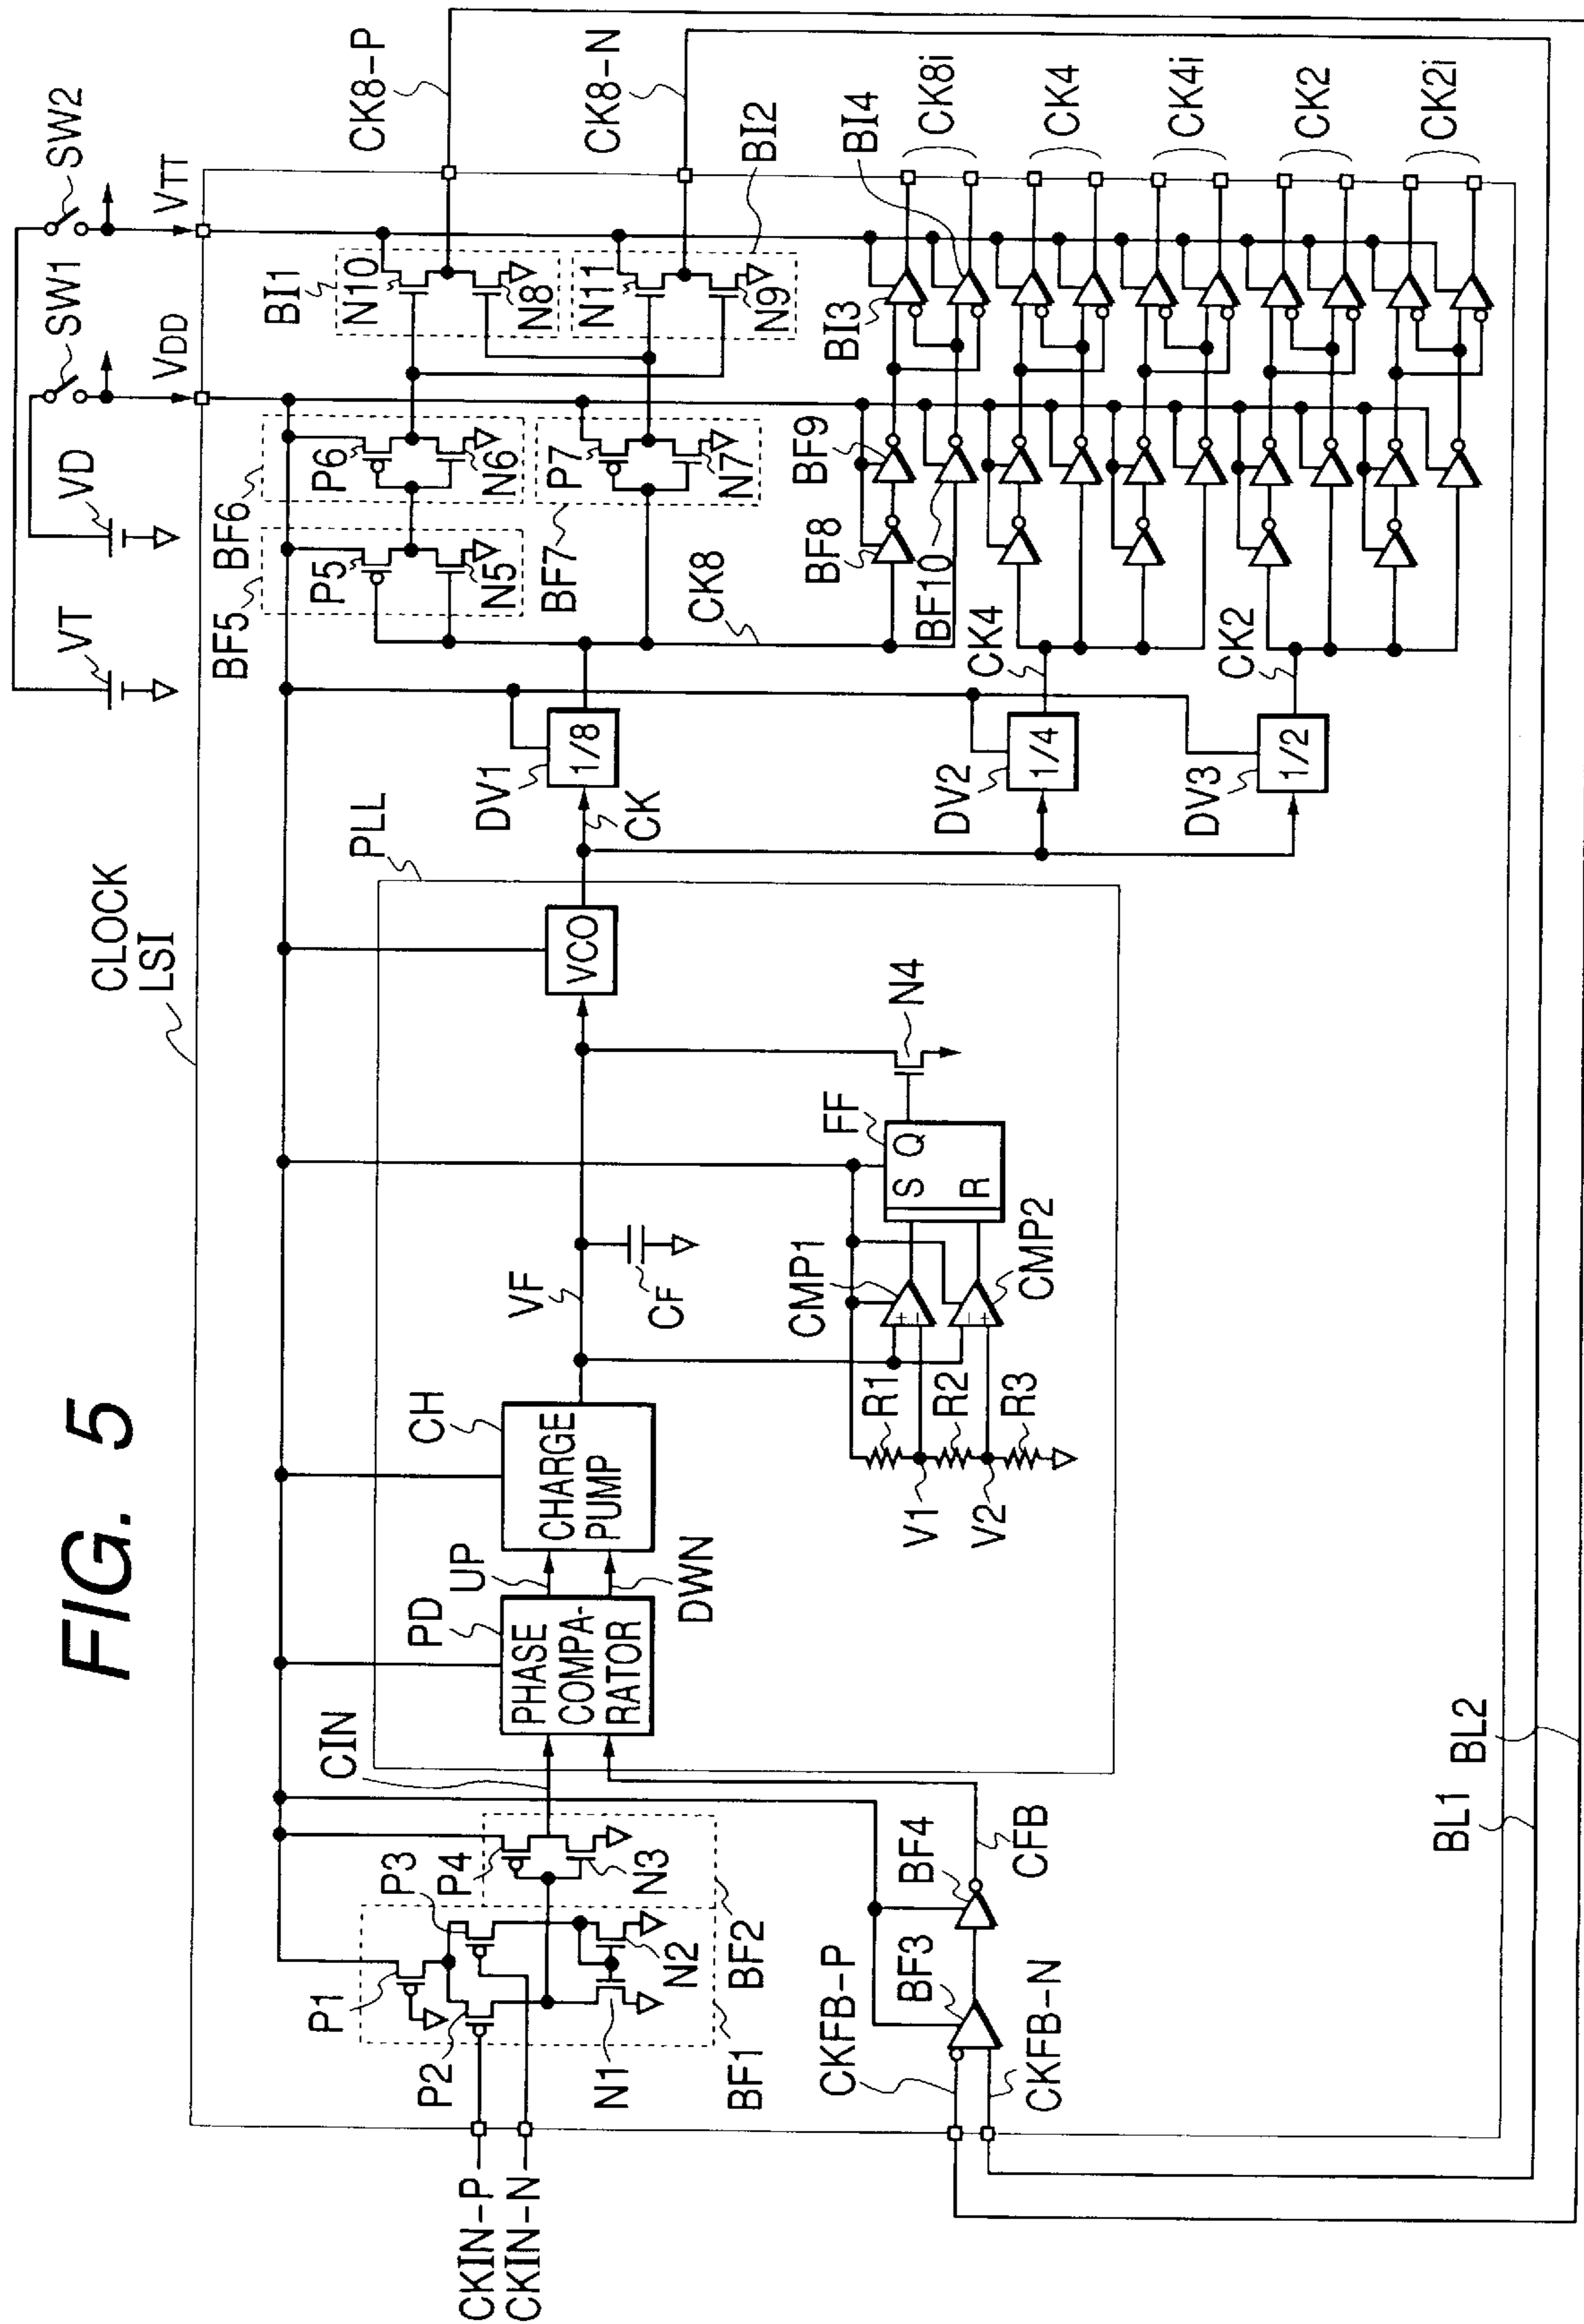 FIG. 5
CLOCK
LSI
VT
VD
SW1
SW2
VDD
VTT
BF5
P5
N5
BF6
P6
N6
BF7
P7
N7
BI1
N10
N8
N11
N9
BI2
CK8-P
CK8-N
CKIN-P
CKIN-N
P1
P2
P3
N1
N2
BF1
P4
N3
BF2
CIN
PD
PHASE
COMPA-
RATOR
UP
DWN
CH
CHARGE
PUMP
VF
CF
PLL
VCO
CK
R1
R2
R3
V1
V2
CMP1
CMP2
FF
S
Q
R
N4
DV1
1/8
DV2
1/4
DV3
1/2
CK8
CK4
CK2
BF8
BF9
BF10
BI3
BI4
CK8i
CK4
CK4i
CK2
CK2i
CKFB-P
CKFB-N
BF3
BF4
CFB
BL1
BL2